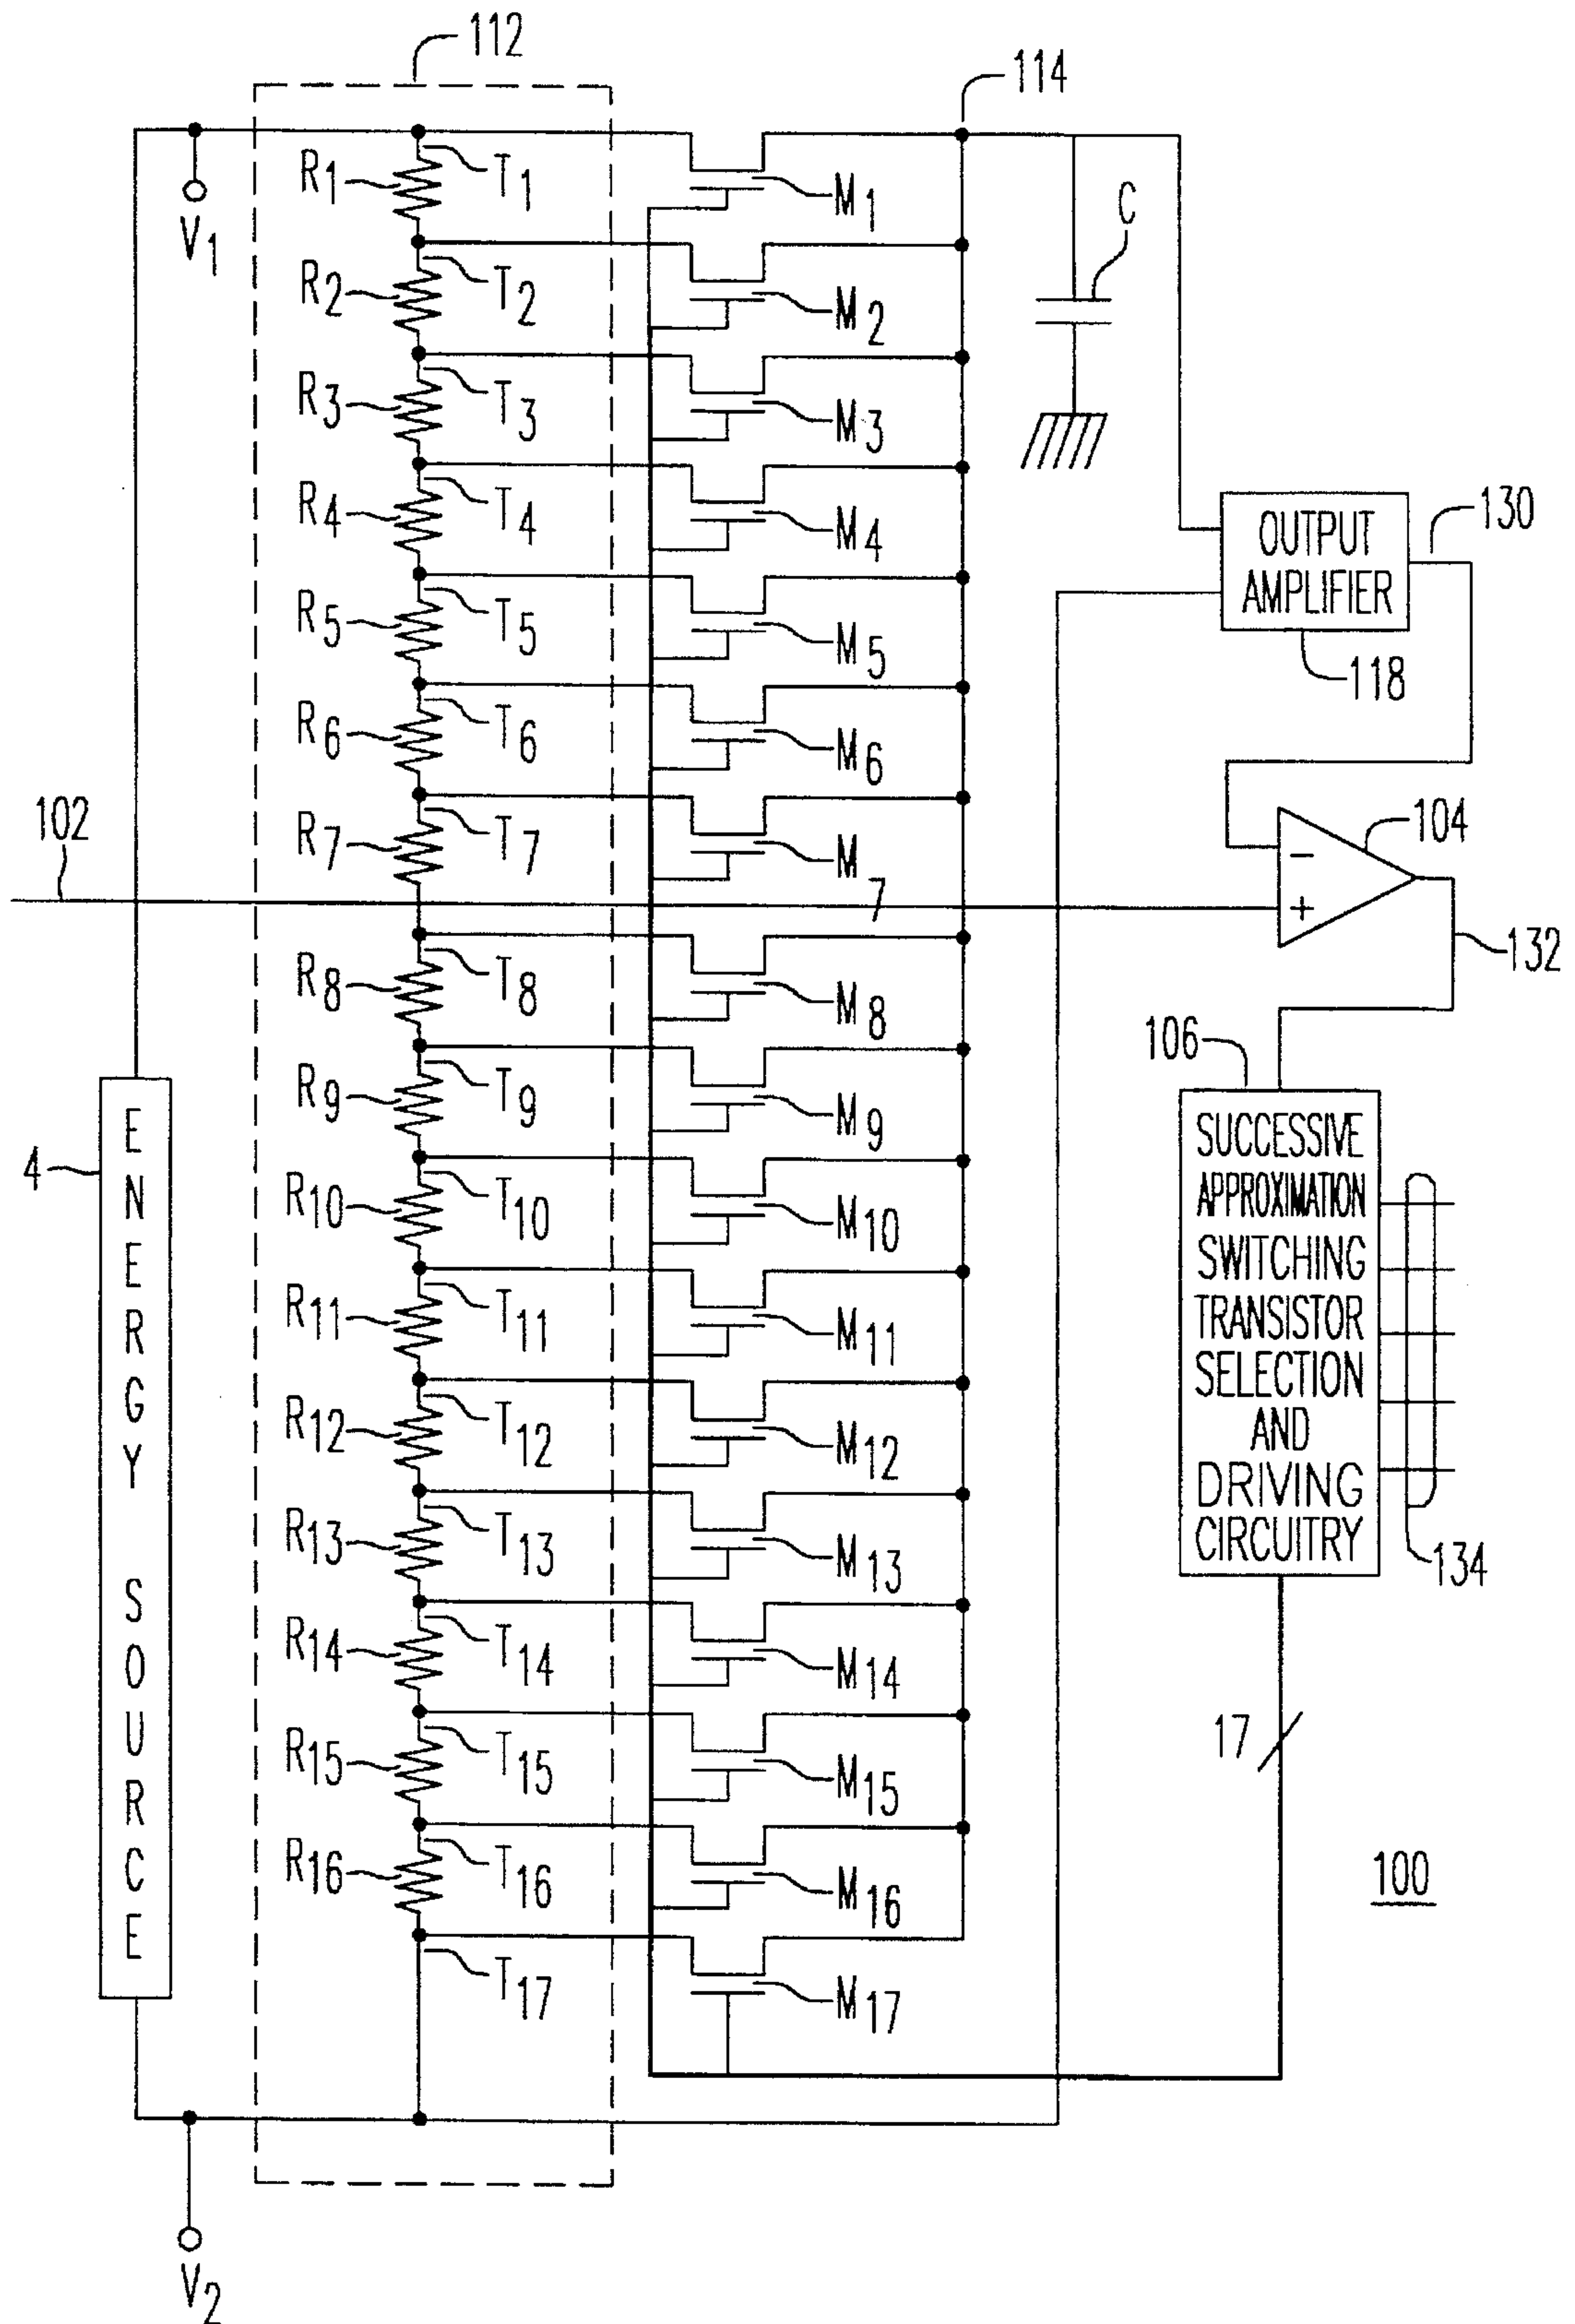 112
114
V1
R1
T1
M1
C
R2
T2
M2
R3
T3
M3
R4
T4
M4
130
OUTPUT
AMPLIFIER
118
R5
T5
M5
R6
T6
M6
102
R7
T7
M7
104
−
+
132
R8
T8
M8
106
4
ENERGY SOURCE
R9
T9
M9
SUCCESSIVE
APPROXIMATION
SWITCHING
TRANSISTOR
SELECTION
AND
DRIVING
CIRCUITRY
134
R10
T10
M10
R11
T11
M11
R12
T12
M12
R13
T13
M13
R14
T14
M14
17
R15
T15
M15
R16
T16
M16
100
T17
M17
V2